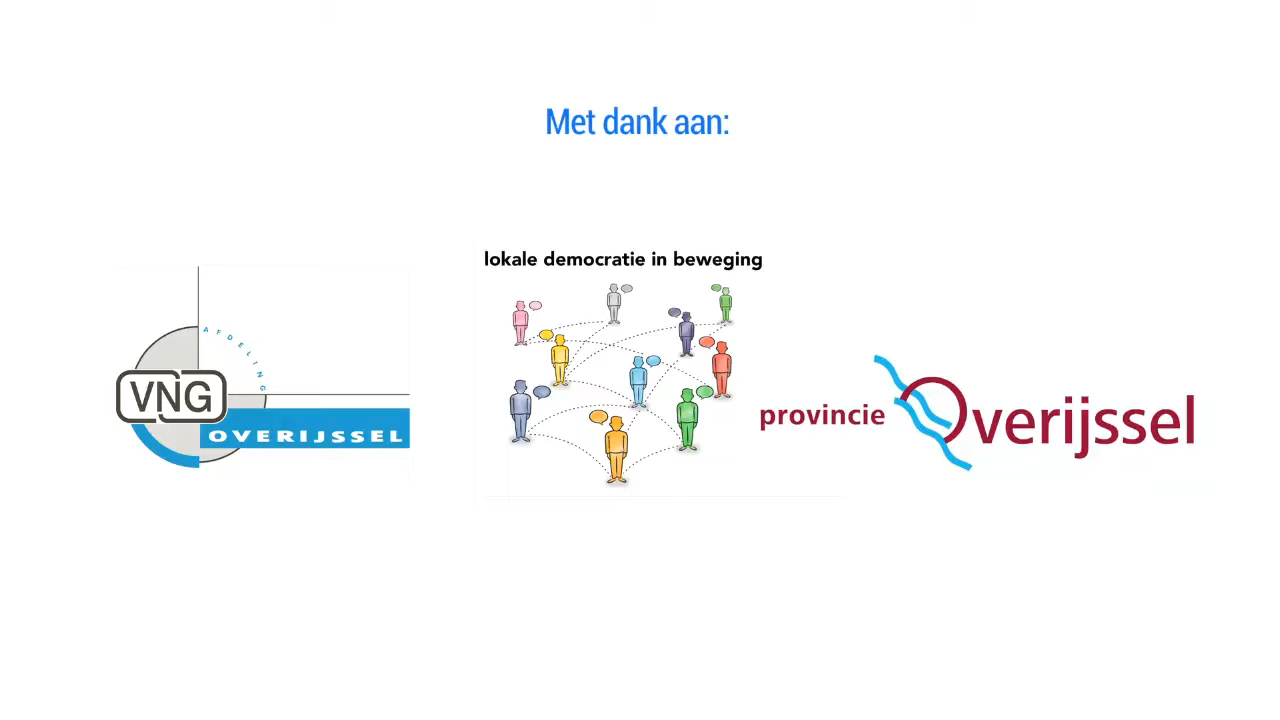 Met dank aan:
lokale democratie in beweging
AFDELING
VNG
OVERIJSSEL
provincie Overijssel